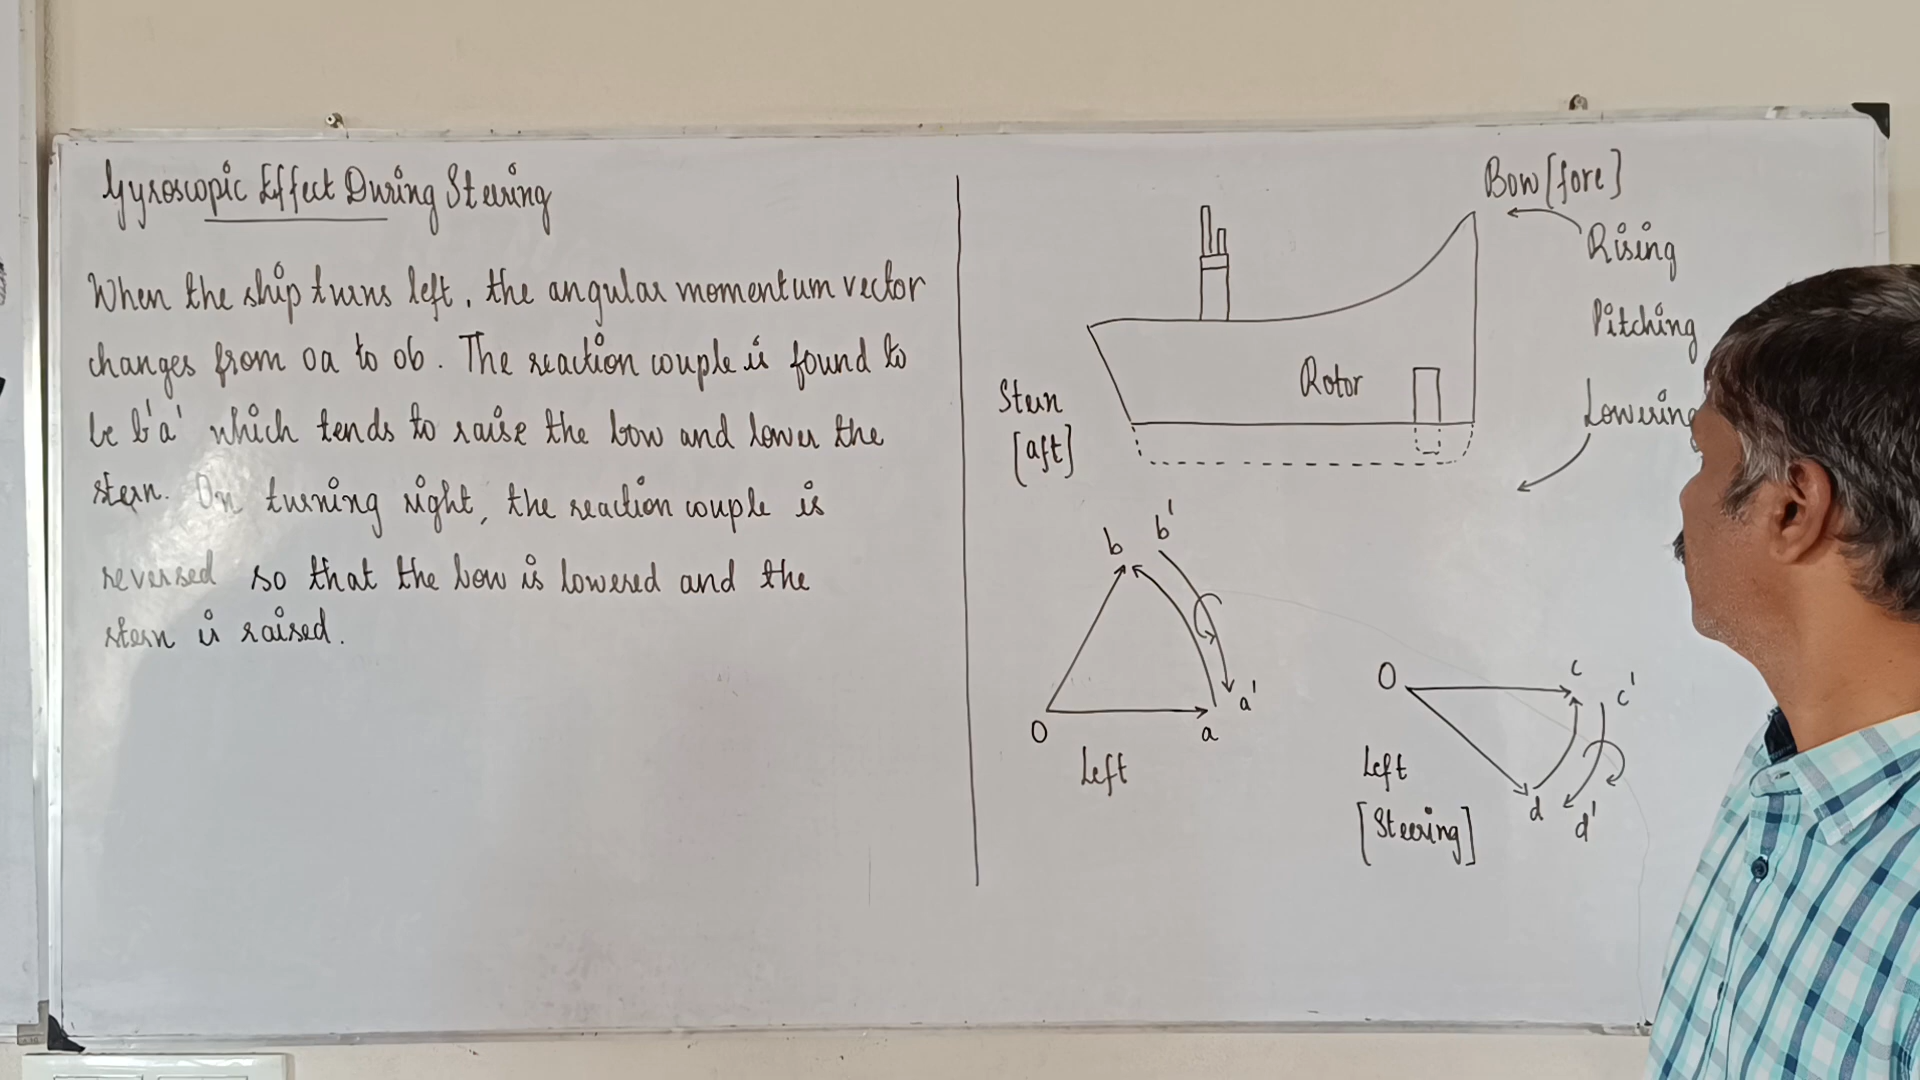 Gyroscopic Effect During Steering
When the ship turns left, the angular momentum vector
changes from oa to ob. The reaction couple is found to
be b'a' which tends to raise the bow and lower the
stern. On turning right, the reaction couple is
reversed so that the bow is lowered and the
stern is raised.
Bow [fore]
Rising
Pitching
Lowering
Rotor
Stern
[aft]
b b'
a'
O a
Left
O c c'
Left
d d'
[Steering]